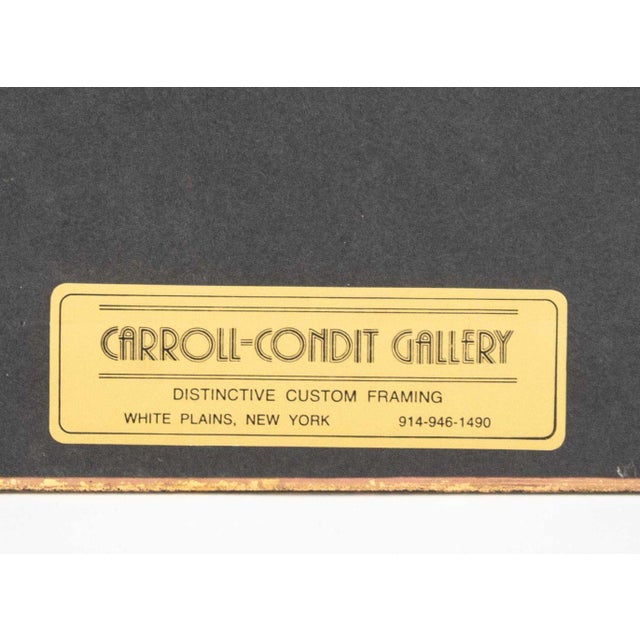 CARROLL-CONDIT GALLERY
DISTINCTIVE CUSTOM FRAMING
WHITE PLAINS, NEW YORK 914-946-1490